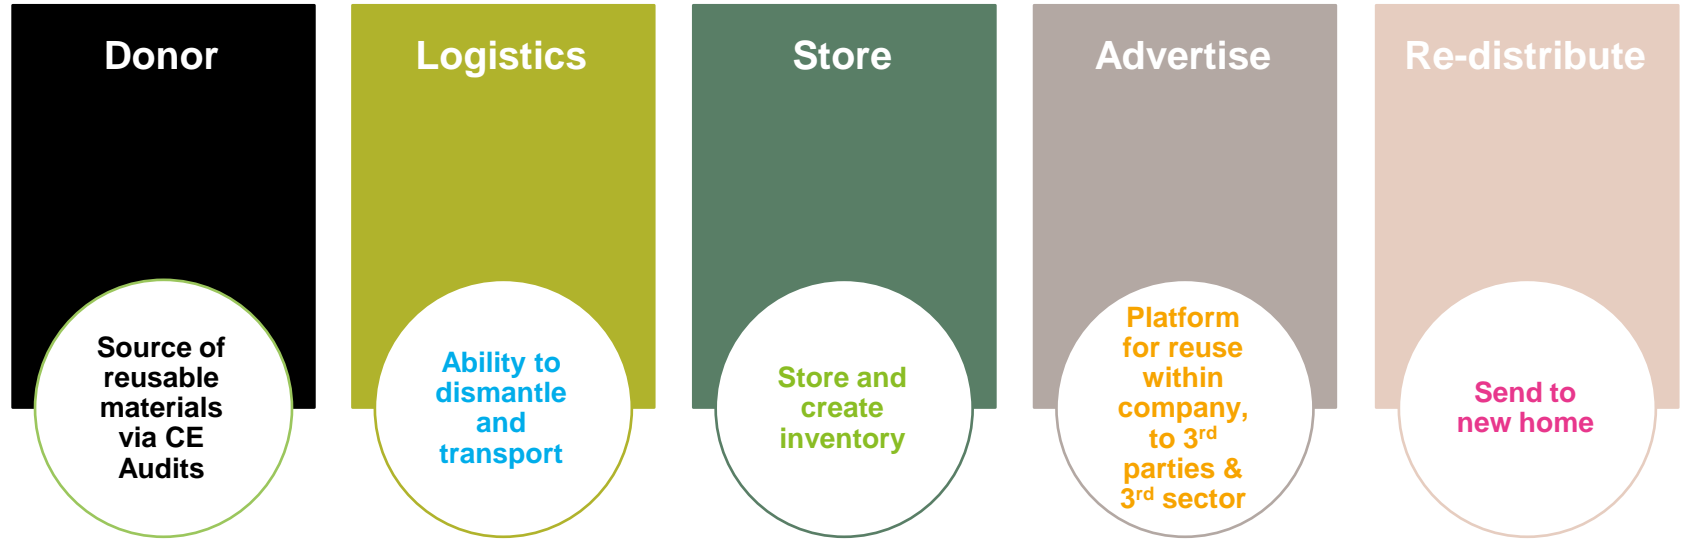 Donor
Source of
reusable
materials
via CE
Audits
Logistics
Ability to
dismantle
and
transport
Store
Store and
create
inventory
Advertise
Platform
for reuse
within
company,
to 3rd
parties &
3rd sector
Re-distribute
Send to
new home